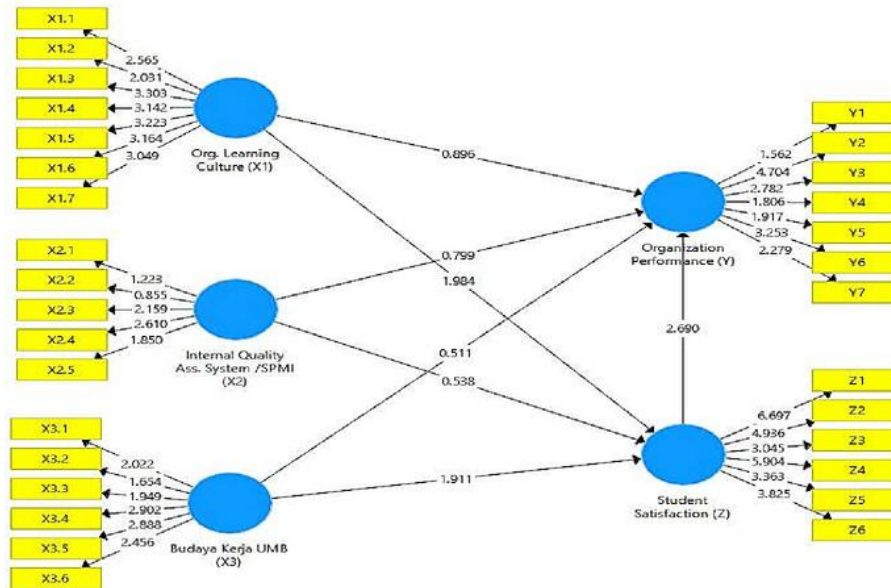 X1.1
X1.2
X1.3
X1.4
X1.5
X1.6
X1.7
2.565
2.031
3.303
3.142
3.223
3.164
3.049
Org. Learning
Culture (X1)
X2.1
X2.2
X2.3
X2.4
X2.5
1.223
0.855
2.159
2.610
1.850
Internal Quality
Ass. System /SPMI
(X2)
X3.1
X3.2
X3.3
X3.4
X3.5
X3.6
2.022
1.654
1.949
2.902
2.888
2.456
Budaya Kerja UMB
(X3)
0.896
0.799
1.984
0.511
0.538
1.911
2.690
Y1
Y2
Y3
Y4
Y5
Y6
Y7
1.562
4.704
2.782
1.806
1.917
3.253
2.279
Organization
Performance (Y)
Z1
Z2
Z3
Z4
Z5
Z6
6.697
4.936
3.045
5.904
3.363
3.825
Student
Satisfaction (Z)